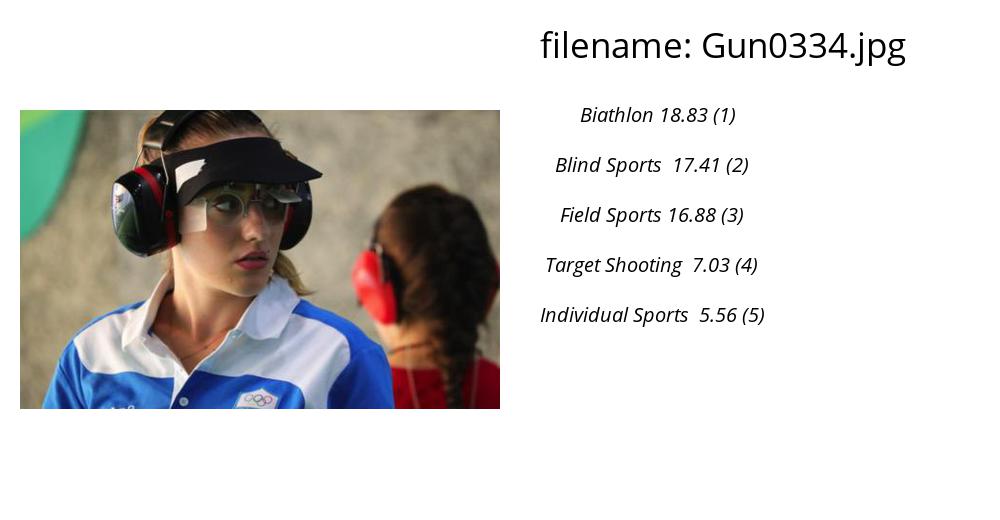 filename: Gun0334.jpg
Biathlon 18.83 (1)
Blind Sports 17.41 (2)
Field Sports 16.88 (3)
Target Shooting 7.03 (4)
Individual Sports 5.56 (5)